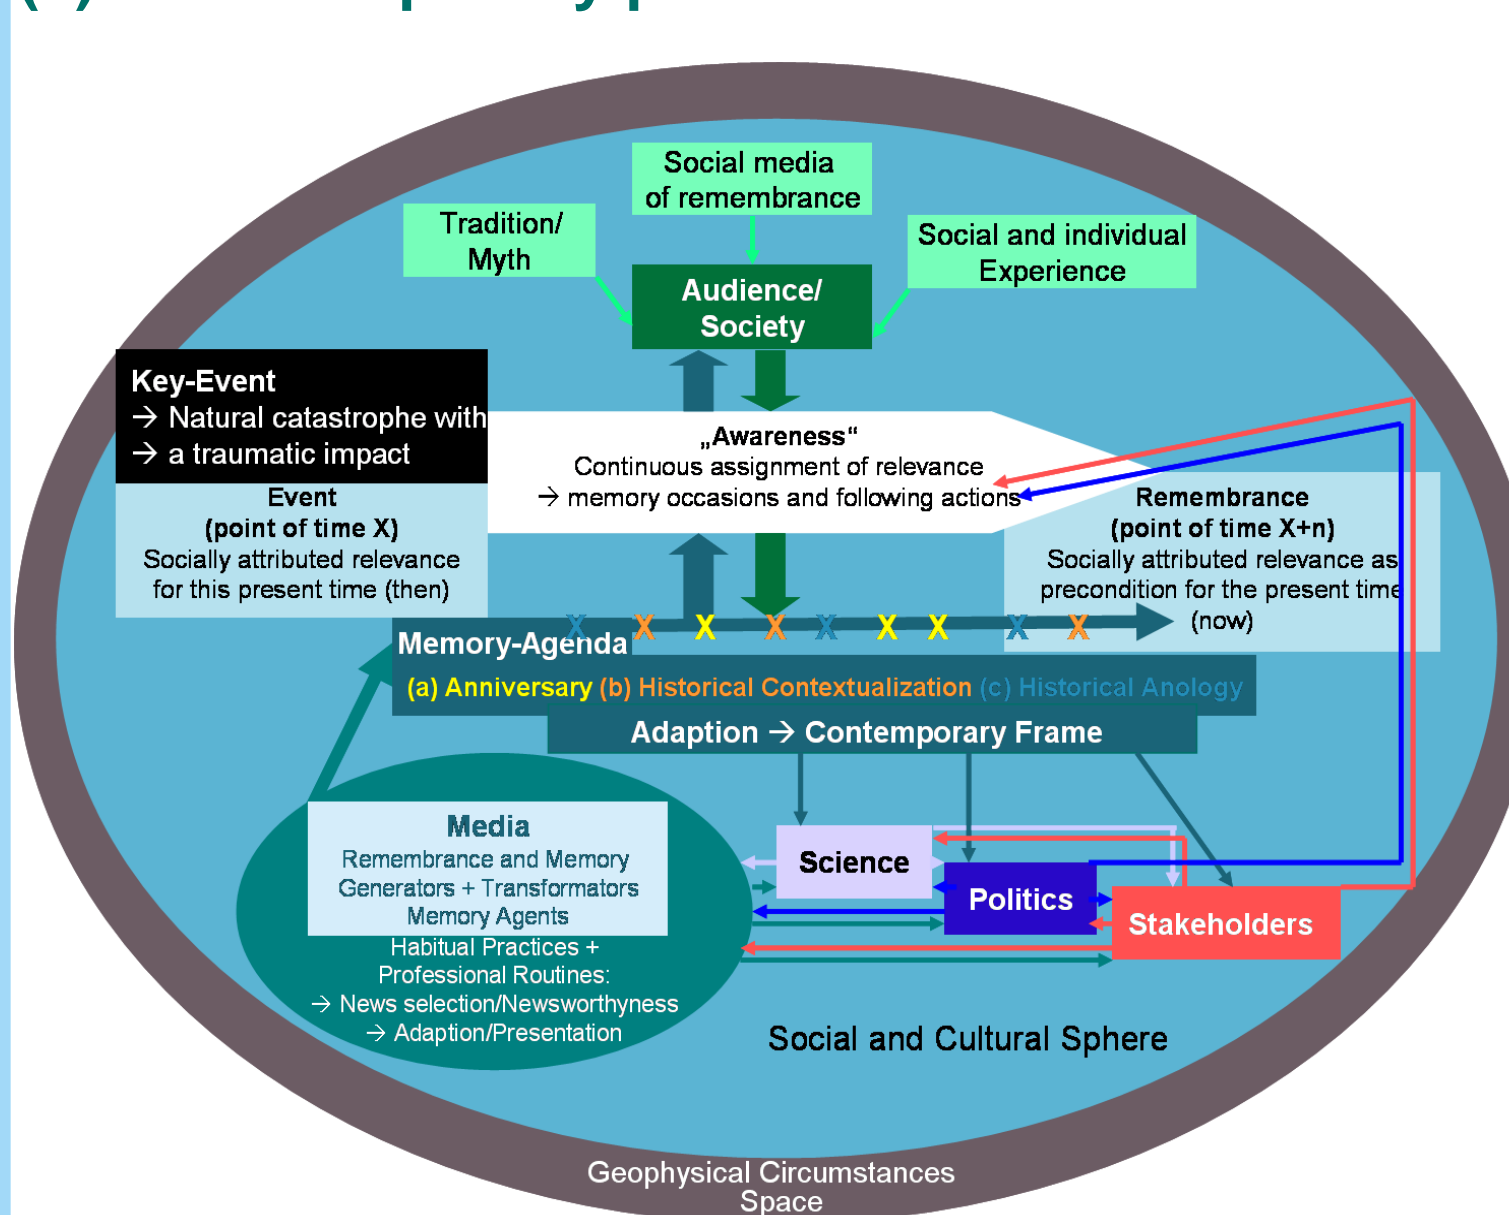 Social media
of remembrance
Tradition/
Myth
Social and individual
Experience
Audience/
Society
Key-Event
→ Natural catastrophe with
→ a traumatic impact
„Awareness“
Continuous assignment of relevance
→ memory occasions and following actions
Event
(point of time X)
Socially attributed relevance
for this present time (then)
Remembrance
(point of time X+n)
Socially attributed relevance as
precondition for the present time
(now)
X X X X X X X X X
Memory-Agenda
(a) Anniversary (b) Historical Contextualization (c) Historical Anology
Adaption → Contemporary Frame
Media
Remembrance and Memory
Generators + Transformators
Memory Agents
Habitual Practices +
Professional Routines:
→ News selection/Newsworthyness
→ Adaption/Presentation
Science
Politics
Stakeholders
Social and Cultural Sphere
Geophysical Circumstances
Space